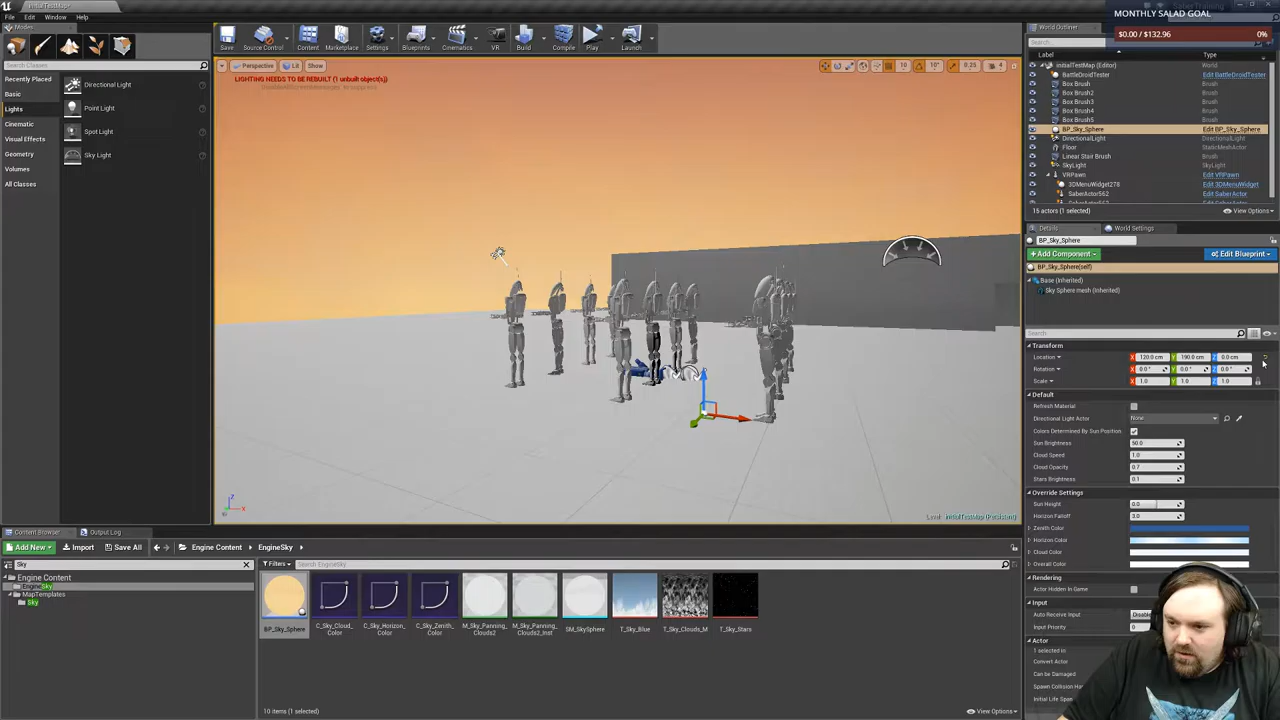 initialTestMap
SaberTraining
File Edit Window Help
MONTHLY SALAD GOAL
$0.00 / $132.96 0%
Modes
Search Classes
Recently Placed
Basic
Lights
Cinematic
Visual Effects
Geometry
Volumes
All Classes
Directional Light
Point Light
Spot Light
Sky Light
Save Source Control Content Marketplace Settings Blueprints Cinematics VR Build Compile Play Launch
Perspective Lit Show
10 10° 0.25 4
LIGHTING NEEDS TO BE REBUILT (1 unbuilt object(s))
Level: initialTestMap (Persistent)
World Outliner
Search...
Label Type
initialTestMap (Editor) World
BattleDroidTester Edit BattleDroidTester
Box Brush Brush
Box Brush2 Brush
Box Brush3 Brush
Box Brush4 Brush
Box Brush5 Brush
BP_Sky_Sphere Edit BP_Sky_Sphere
DirectionalLight DirectionalLight
Floor StaticMeshActor
Linear Stair Brush Brush
SkyLight SkyLight
VRPawn Edit VRPawn
3DMenuWidget278 Edit 3DMenuWidget
SaberActor562 Edit SaberActor
15 actors (1 selected) View Options
Details World Settings
BP_Sky_Sphere
+Add Component Edit Blueprint
BP_Sky_Sphere(self)
Base (Inherited)
Sky Sphere mesh (Inherited)
Search
Transform
Location X 120.0 cm Y 190.0 cm Z 0.0 cm
Rotation X 0.0° Y 0.0° Z 0.0°
Scale X 1.0 Y 1.0 Z 1.0
Default
Refresh Material
Directional Light Actor None
Colors Determined By Sun Position
Sun Brightness 50.0
Cloud Speed 1.0
Cloud Opacity 0.7
Stars Brightness 0.1
Override Settings
Sun Height 0.0
Horizon Falloff 3.0
Zenith Color
Horizon Color
Cloud Color
Overall Color
Rendering
Actor Hidden In Game
Input
Auto Receive Input
Input Priority 0
Actor
1 selected in
Convert Actor
Can be Damaged
Spawn Collision Ha
Initial Life Span
Content Browser Output Log
Add New Import Save All Engine Content EngineSky
Sky
Engine Content
EngineSky
MapTemplates
Sky
Filters Search EngineSky
BP_Sky_Sphere
C_Sky_Cloud_Color
C_Sky_Horizon_Color
C_Sky_Zenith_Color
M_Sky_Panning_Clouds2
M_Sky_Panning_Clouds2_Inst
SM_SkySphere
T_Sky_Blue
T_Sky_Clouds_M
T_Sky_Stars
10 items (1 selected) View Options